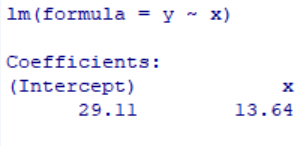 lm(formula = y ~ x)
Coefficients:
(Intercept) x
29.11 13.64